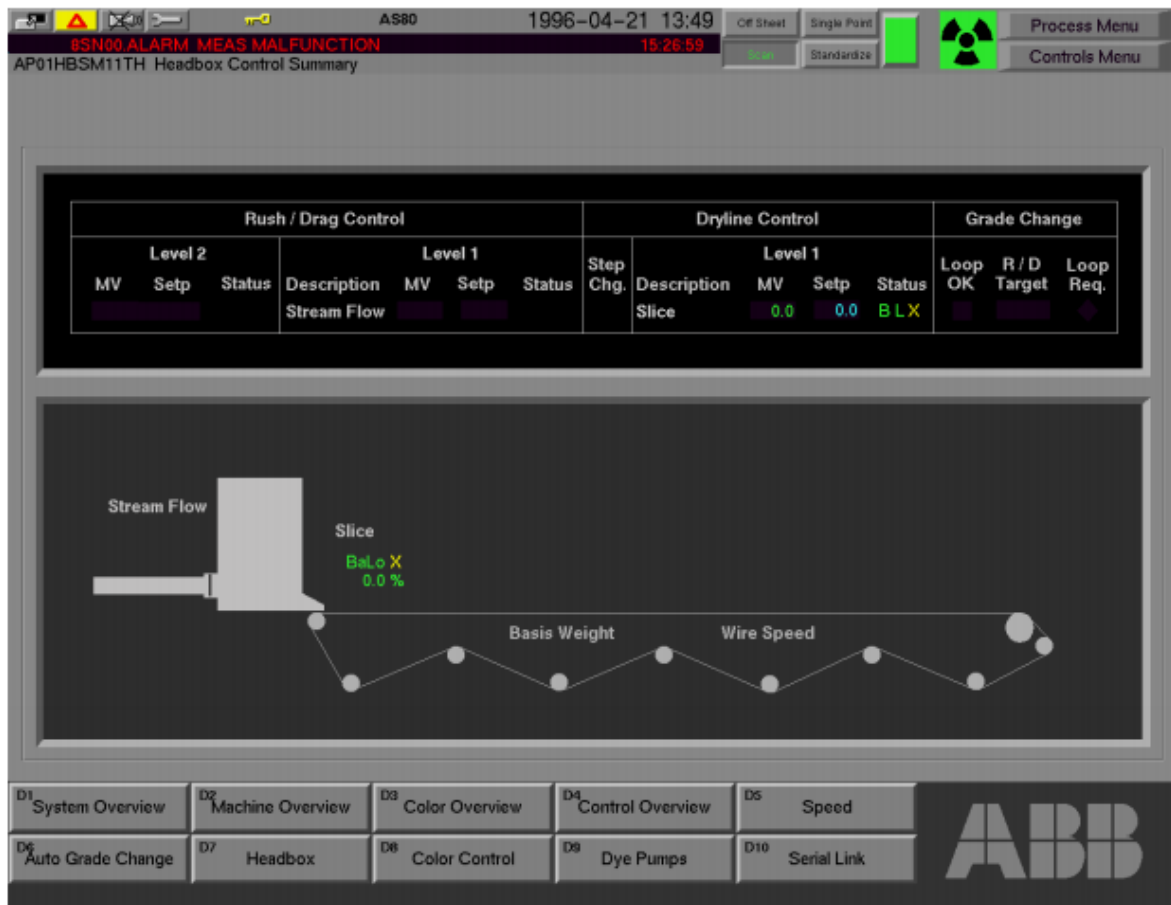 AS80 1996-04-21 13:49 Off Sheet Single Point Process Menu
8SN00.ALARM MEAS MALFUNCTION 15:26:59 Scan Standardize Controls Menu
AP01HBSM11TH Headbox Control Summary
Rush / Drag Control Dryline Control Grade Change
Level 2 Level 1 Level 1
Step Loop R / D Loop
MV Setp Status Description MV Setp Status Chg. Description MV Setp Status OK Target Req.
Stream Flow Slice 0.0 0.0 B L X
Stream Flow
Slice
BaLo X
0.0 %
Basis Weight Wire Speed
D1 System Overview D2 Machine Overview D3 Color Overview D4 Control Overview D5 Speed
D6 Auto Grade Change D7 Headbox D8 Color Control D9 Dye Pumps D10 Serial Link
ABB